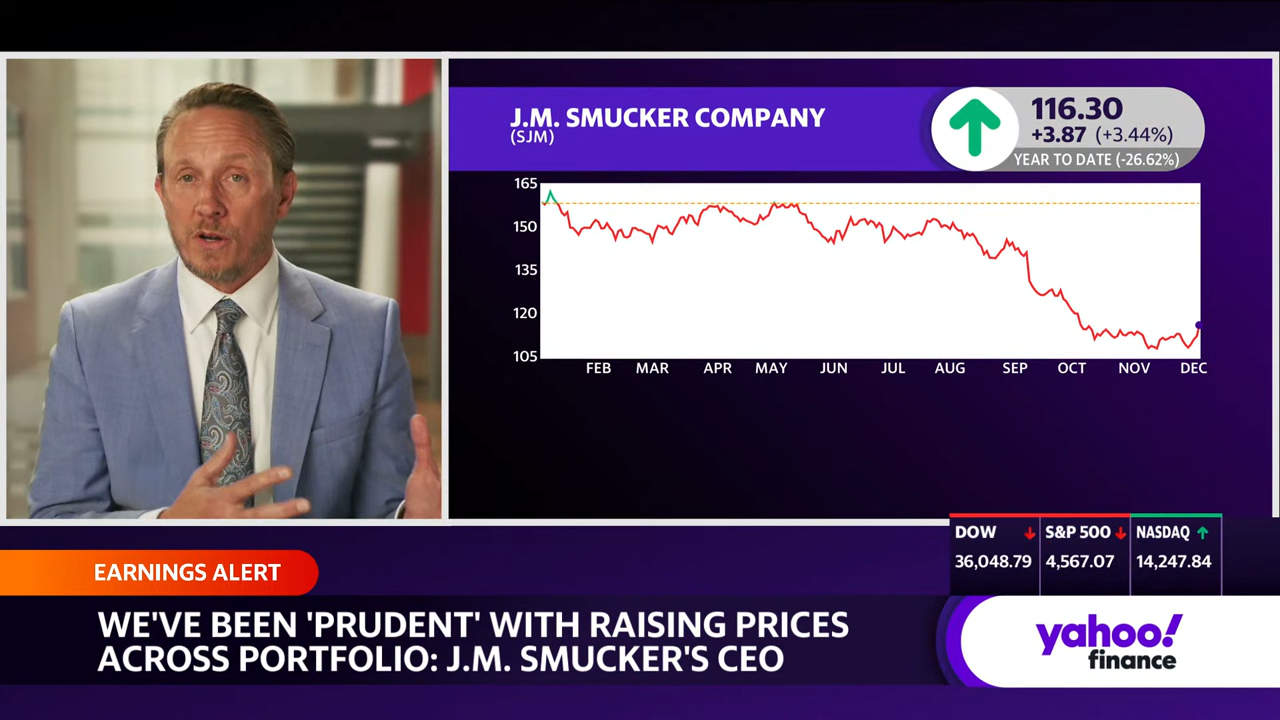 J.M. SMUCKER COMPANY
(SJM)
116.30
+3.87 (+3.44%)
YEAR TO DATE (-26.62%)
165
150
135
120
105
FEB MAR APR MAY JUN JUL AUG SEP OCT NOV DEC
DOW
36,048.79
S&P 500
4,567.07
NASDAQ
14,247.84
EARNINGS ALERT
WE'VE BEEN 'PRUDENT' WITH RAISING PRICES
ACROSS PORTFOLIO: J.M. SMUCKER'S CEO
yahoo!
finance